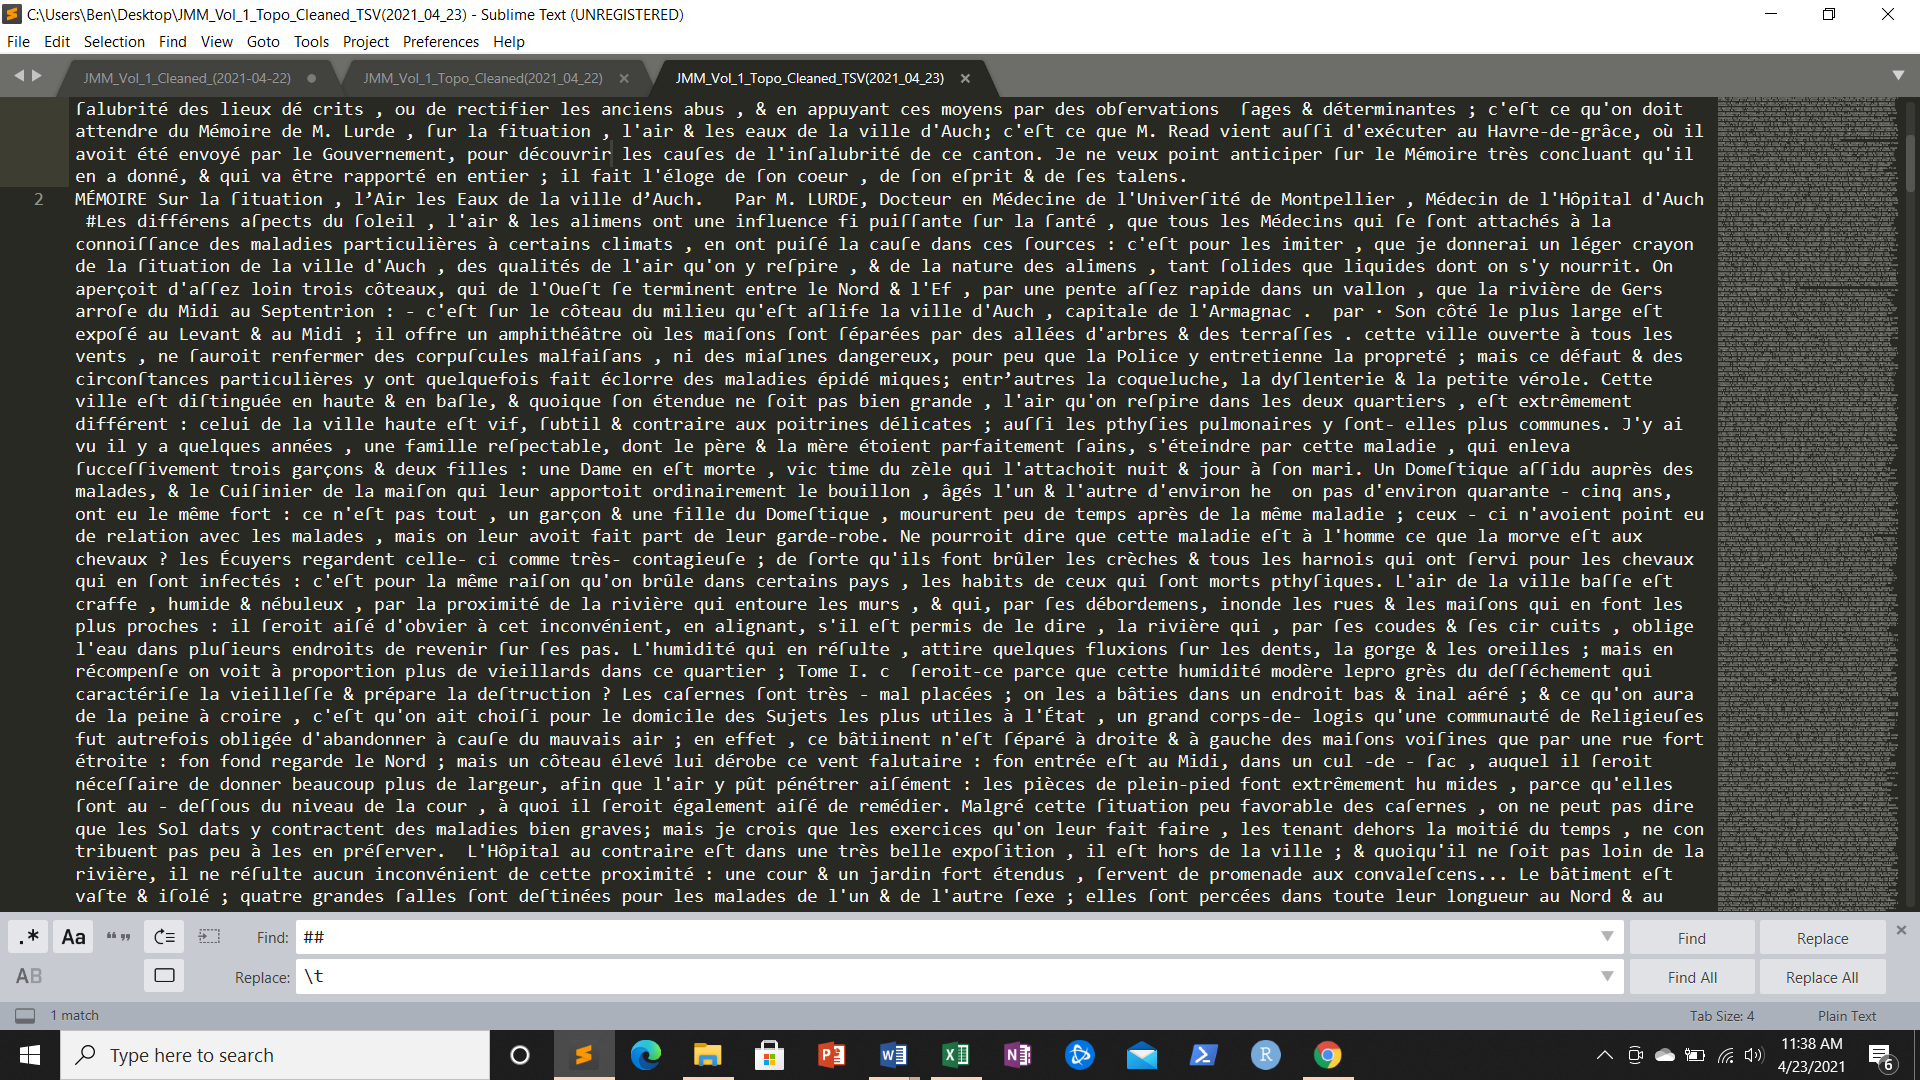 C:\Users\Ben\Desktop\JMM_Vol_1_Topo_Cleaned_TSV(2021_04_23) - Sublime Text (UNREGISTERED)
File Edit Selection Find View Goto Tools Project Preferences Help
JMM_Vol_1_Cleaned_(2021-04-22) JMM_Vol_1_Topo_Cleaned(2021_04_22) JMM_Vol_1_Topo_Cleaned_TSV(2021_04_23)
ſalubrité des lieux dé crits , ou de rectifier les anciens abus , & en appuyant ces moyens par des obſervations  ſages & déterminantes ; c'eſt ce qu'on doit
attendre du Mémoire de M. Lurde , ſur la fituation , l'air & les eaux de la ville d'Auch; c'eſt ce que M. Read vient auſſi d'exécuter au Havre-de-grâce, où il
avoit été envoyé par le Gouvernement, pour découvrir les cauſes de l'inſalubrité de ce canton. Je ne veux point anticiper ſur le Mémoire très concluant qu'il
en a donné, & qui va être rapporté en entier ; il fait l'éloge de ſon coeur , de ſon eſprit & de ſes talens.
2 MÉMOIRE Sur la ſituation , l’Air les Eaux de la ville d’Auch.   Par M. LURDE, Docteur en Médecine de l'Univerſité de Montpellier , Médecin de l'Hôpital d'Auch
#Les différens aſpects du ſoleil , l'air & les alimens ont une influence fi puiſſante ſur la ſanté , que tous les Médecins qui ſe ſont attachés à la
connoiſſance des maladies particulières à certains climats , en ont puiſé la cauſe dans ces ſources : c'eſt pour les imiter , que je donnerai un léger crayon
de la ſituation de la ville d'Auch , des qualités de l'air qu'on y reſpire , & de la nature des alimens , tant ſolides que liquides dont on s'y nourrit. On
aperçoit d'aſſez loin trois côteaux, qui de l'Oueſt ſe terminent entre le Nord & l'Ef , par une pente aſſez rapide dans un vallon , que la rivière de Gers
arroſe du Midi au Septentrion : - c'eſt ſur le côteau du milieu qu'eſt aſlife la ville d'Auch , capitale de l'Armagnac .  par · Son côté le plus large eſt
expoſé au Levant & au Midi ; il offre un amphithéâtre où les maiſons ſont ſéparées par des allées d'arbres & des terraſſes . cette ville ouverte à tous les
vents , ne ſauroit renfermer des corpuſcules malfaiſans , ni des miaſınes dangereux, pour peu que la Police y entretienne la propreté ; mais ce défaut & des
circonſtances particulières y ont quelquefois fait éclorre des maladies épidé miques; entr’autres la coqueluche, la dyſlenterie & la petite vérole. Cette
ville eſt diſtinguée en haute & en baſle, & quoique ſon étendue ne ſoit pas bien grande , l'air qu'on reſpire dans les deux quartiers , eſt extrêmement
différent : celui de la ville haute eſt vif, ſubtil & contraire aux poitrines délicates ; auſſi les pthyſies pulmonaires y ſont- elles plus communes. J'y ai
vu il y a quelques années , une famille reſpectable, dont le père & la mère étoient parfaitement ſains, s'éteindre par cette maladie , qui enleva
ſucceſſivement trois garçons & deux filles : une Dame en eſt morte , vic time du zèle qui l'attachoit nuit & jour à ſon mari. Un Domeſtique aſſidu auprès des
malades, & le Cuiſinier de la maiſon qui leur apportoit ordinairement le bouillon , âgés l'un & l'autre d'environ he  on pas d'environ quarante - cinq ans,
ont eu le même fort : ce n'eſt pas tout , un garçon & une fille du Domeſtique , moururent peu de temps après de la même maladie ; ceux - ci n'avoient point eu
de relation avec les malades , mais on leur avoit fait part de leur garde-robe. Ne pourroit dire que cette maladie eſt à l'homme ce que la morve eſt aux
chevaux ? les Écuyers regardent celle- ci comme très- contagieuſe ; de ſorte qu'ils font brûler les crèches & tous les harnois qui ont ſervi pour les chevaux
qui en ſont infectés : c'eſt pour la même raiſon qu'on brûle dans certains pays , les habits de ceux qui ſont morts pthyſiques. L'air de la ville baſſe eſt
craffe , humide & nébuleux , par la proximité de la rivière qui entoure les murs , & qui, par ſes débordemens, inonde les rues & les maiſons qui en font les
plus proches : il ſeroit aiſé d'obvier à cet inconvénient, en alignant, s'il eſt permis de le dire , la rivière qui , par ſes coudes & ſes cir cuits , oblige
l'eau dans pluſieurs endroits de revenir ſur ſes pas. L'humidité qui en réſulte , attire quelques fluxions ſur les dents, la gorge & les oreilles ; mais en
récompenſe on voit à proportion plus de vieillards dans ce quartier ; Tome I. c  ſeroit-ce parce que cette humidité modère lepro grès du deſſéchement qui
caractériſe la vieilleſſe & prépare la deſtruction ? Les caſernes ſont très - mal placées ; on les a bâties dans un endroit bas & inal aéré ; & ce qu'on aura
de la peine à croire , c'eſt qu'on ait choiſi pour le domicile des Sujets les plus utiles à l'État , un grand corps-de- logis qu'une communauté de Religieuſes
fut autrefois obligée d'abandonner à cauſe du mauvais air ; en effet , ce bâtiinent n'eſt ſéparé à droite & à gauche des maiſons voiſines que par une rue fort
étroite : fon fond regarde le Nord ; mais un côteau élevé lui dérobe ce vent falutaire : fon entrée eſt au Midi, dans un cul -de - ſac , auquel il ſeroit
néceſſaire de donner beaucoup plus de largeur, afin que l'air y pût pénétrer aiſément : les pièces de plein-pied font extrêmement hu mides , parce qu'elles
ſont au - deſſous du niveau de la cour , à quoi il ſeroit également aiſé de remédier. Malgré cette ſituation peu favorable des caſernes , on ne peut pas dire
que les Sol dats y contractent des maladies bien graves; mais je crois que les exercices qu'on leur fait faire , les tenant dehors la moitié du temps , ne con
tribuent pas peu à les en préſerver.  L'Hôpital au contraire eſt dans une très belle expoſition , il eſt hors de la ville ; & quoiqu'il ne ſoit pas loin de la
rivière, il ne réſulte aucun inconvénient de cette proximité : une cour & un jardin fort étendus , ſervent de promenade aux convaleſcens... Le bâtiment eſt
vaſte & iſolé ; quatre grandes ſalles ſont deſtinées pour les malades de l'un & de l'autre ſexe ; elles ſont percées dans toute leur longueur au Nord & au
.* Aa “” Find: ## Find Replace
AB Replace: \t Find All Replace All
1 match Tab Size: 4 Plain Text
Type here to search
11:38 AM
4/23/2021
6